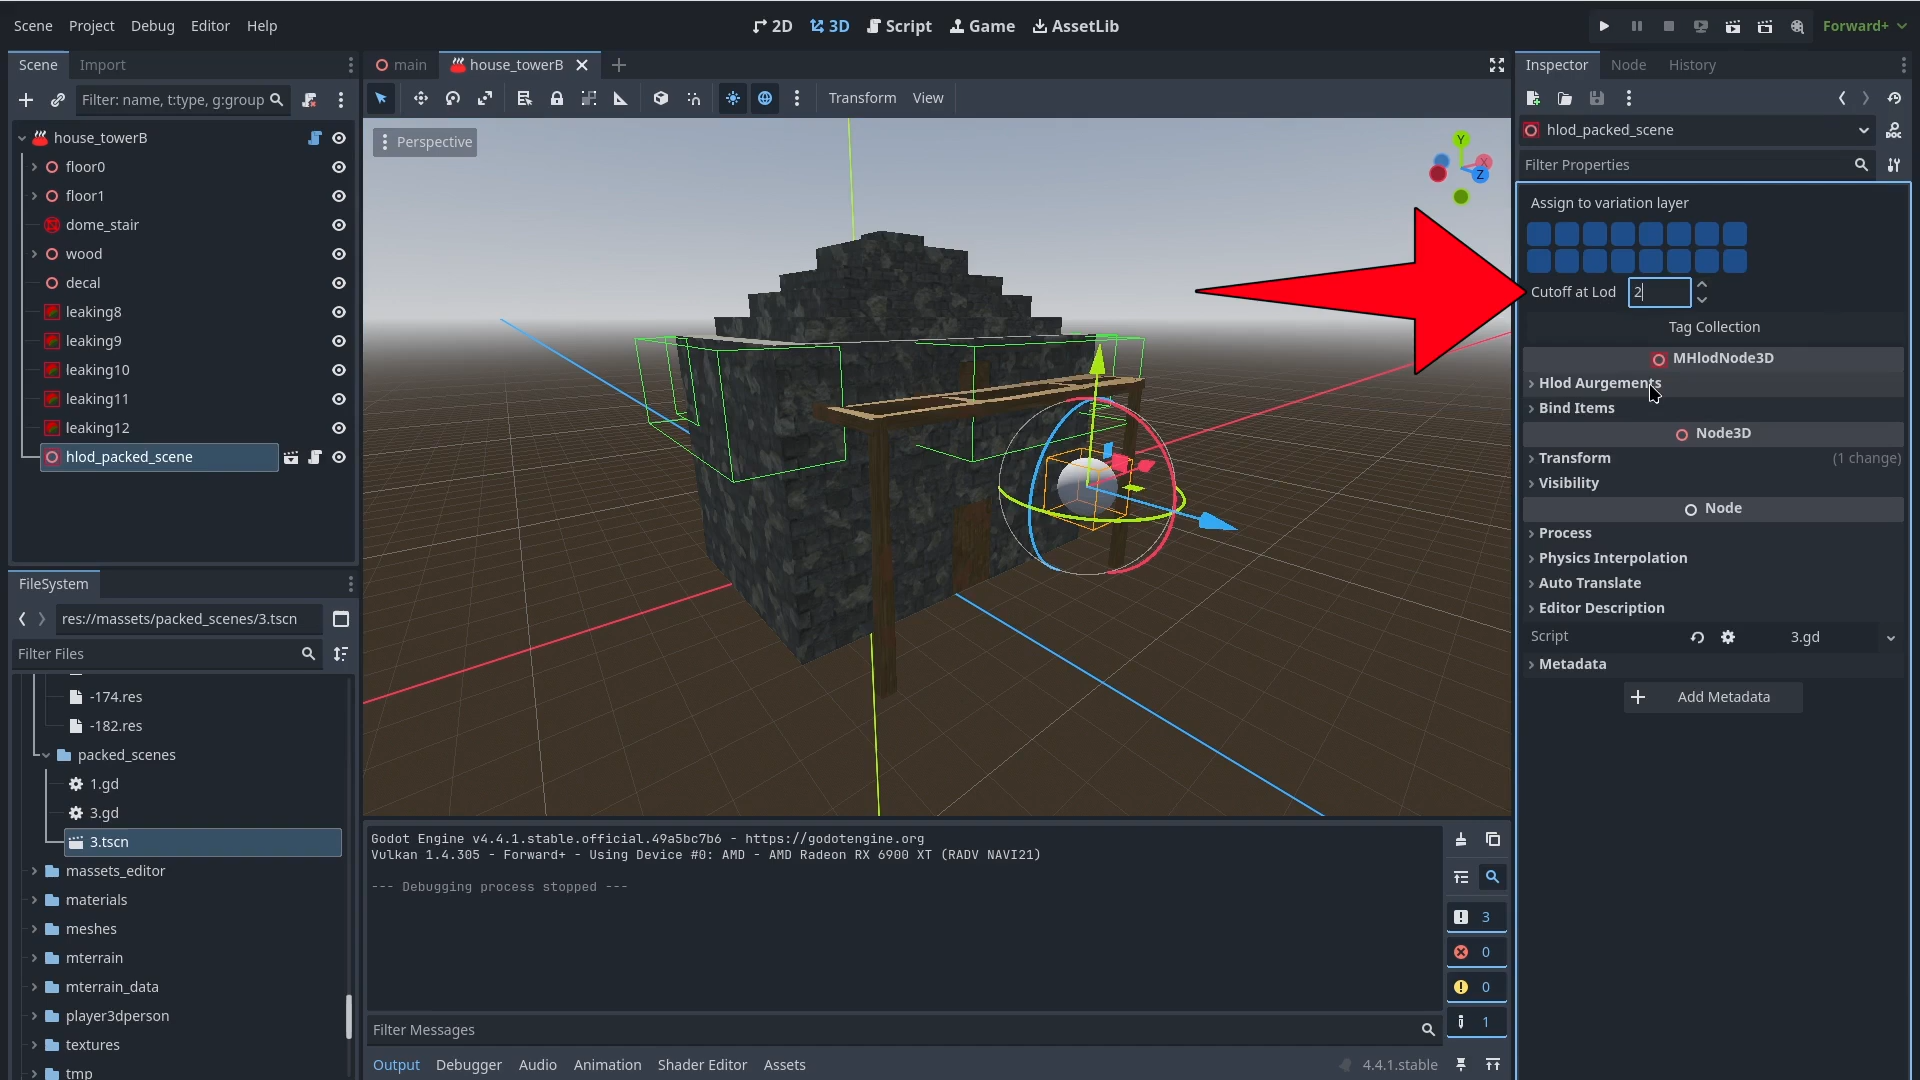 Scene Project Debug Editor Help
2D 3D Script Game AssetLib
Forward+
Scene Import
Filter: name, t:type, g:group
house_towerB
floor0
floor1
dome_stair
wood
decal
leaking8
leaking9
leaking10
leaking11
leaking12
hlod_packed_scene
FileSystem
res://massets/packed_scenes/3.tscn
Filter Files
-174.res
-182.res
packed_scenes
1.gd
3.gd
3.tscn
massets_editor
materials
meshes
mterrain
mterrain_data
player3dperson
textures
tmp
main house_towerB
Transform View
Perspective
Y
X
Z
Godot Engine v4.4.1.stable.official.49a5bc7b6 - https://godotengine.org
Vulkan 1.4.305 - Forward+ - Using Device #0: AMD - AMD Radeon RX 6900 XT (RADV NAVI21)
--- Debugging process stopped ---
3
0
0
1
Filter Messages
Output Debugger Audio Animation Shader Editor Assets
4.4.1.stable
Inspector Node History
hlod_packed_scene
Filter Properties
Assign to variation layer
Cutoff at Lod 2
Tag Collection
MHlodNode3D
Hlod Aurgements
Bind Items
Node3D
Transform (1 change)
Visibility
Node
Process
Physics Interpolation
Auto Translate
Editor Description
Script 3.gd
Metadata
Add Metadata